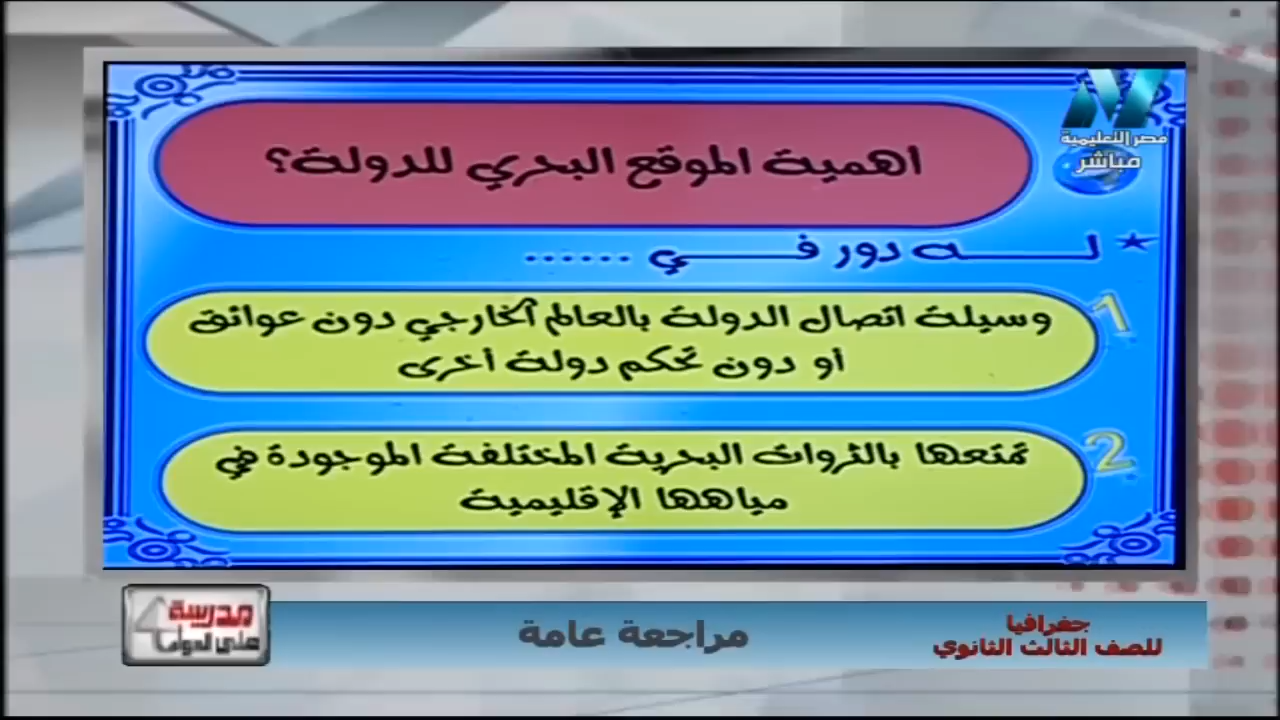 مصر التعليمية
مباشر
اهمية الموقع البحري للدولة؟
* له دور في ......
1
وسيلة اتصال الدولة بالعالم الخارجي دون عوائق
أو دون تحكم دولة أخرى
2
تمتعها بالثروات البحرية المختلفة الموجودة في
مياهها الإقليمية
جغرافيا
للصف الثالث الثانوي
مراجعة عامة
مدرسة
على الهواء
4